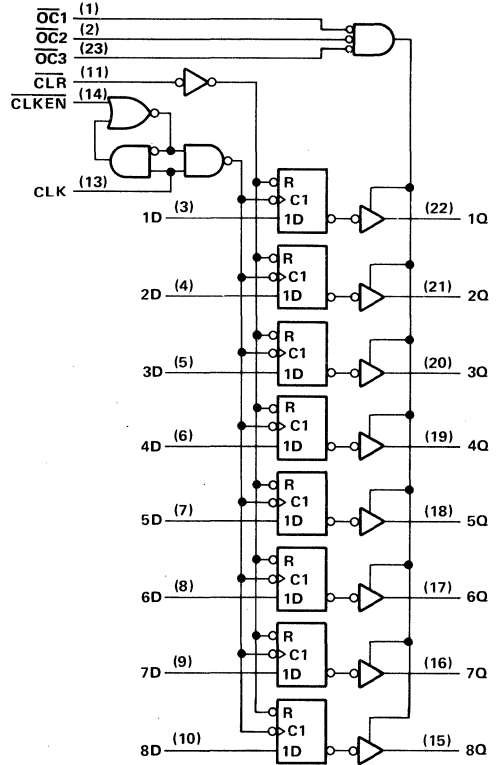 OC1 (1)
OC2 (2)
OC3 (23)
CLR (11)
CLKEN (14)
CLK (13)
R
C1
1D (3) 1D (22) 1Q
R
C1
2D (4) 1D (21) 2Q
R
C1
3D (5) 1D (20) 3Q
R
C1
4D (6) 1D (19) 4Q
R
C1
5D (7) 1D (18) 5Q
R
C1
6D (8) 1D (17) 6Q
R
C1
7D (9) 1D (16) 7Q
R
C1
8D (10) 1D (15) 8Q